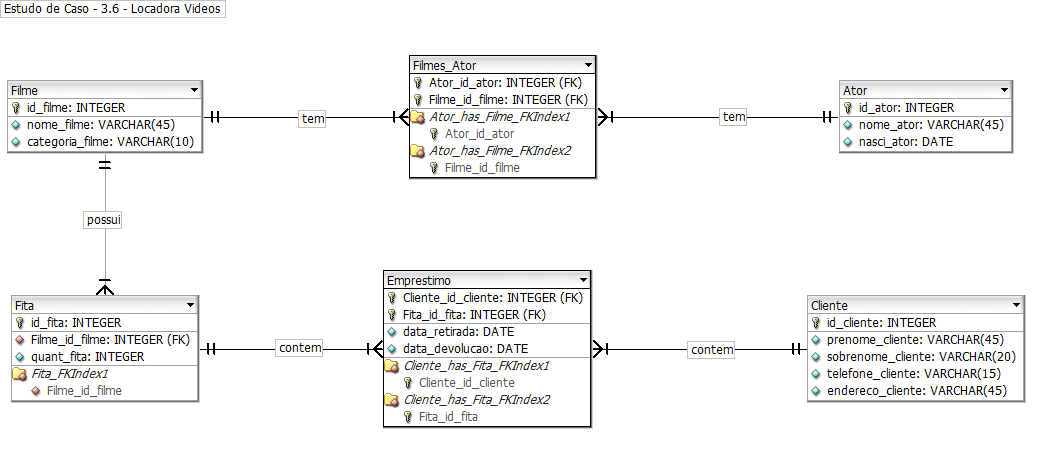 Estudo de Caso - 3.6 - Locadora Videos
Filme
id_filme: INTEGER
nome_filme: VARCHAR(45)
categoria_filme: VARCHAR(10)
tem
Filmes_Ator
Ator_id_ator: INTEGER (FK)
Filme_id_filme: INTEGER (FK)
Ator_has_Filme_FKIndex1
Ator_id_ator
Ator_has_Filme_FKIndex2
Filme_id_filme
tem
Ator
id_ator: INTEGER
nome_ator: VARCHAR(45)
nasci_ator: DATE
possui
Fita
id_fita: INTEGER
Filme_id_filme: INTEGER (FK)
quant_fita: INTEGER
Fita_FKIndex1
Filme_id_filme
contem
Emprestimo
Cliente_id_cliente: INTEGER (FK)
Fita_id_fita: INTEGER (FK)
data_retirada: DATE
data_devolucao: DATE
Cliente_has_Fita_FKIndex1
Cliente_id_cliente
Cliente_has_Fita_FKIndex2
Fita_id_fita
contem
Cliente
id_cliente: INTEGER
prenome_cliente: VARCHAR(45)
sobrenome_cliente: VARCHAR(20)
telefone_cliente: VARCHAR(15)
endereco_cliente: VARCHAR(45)